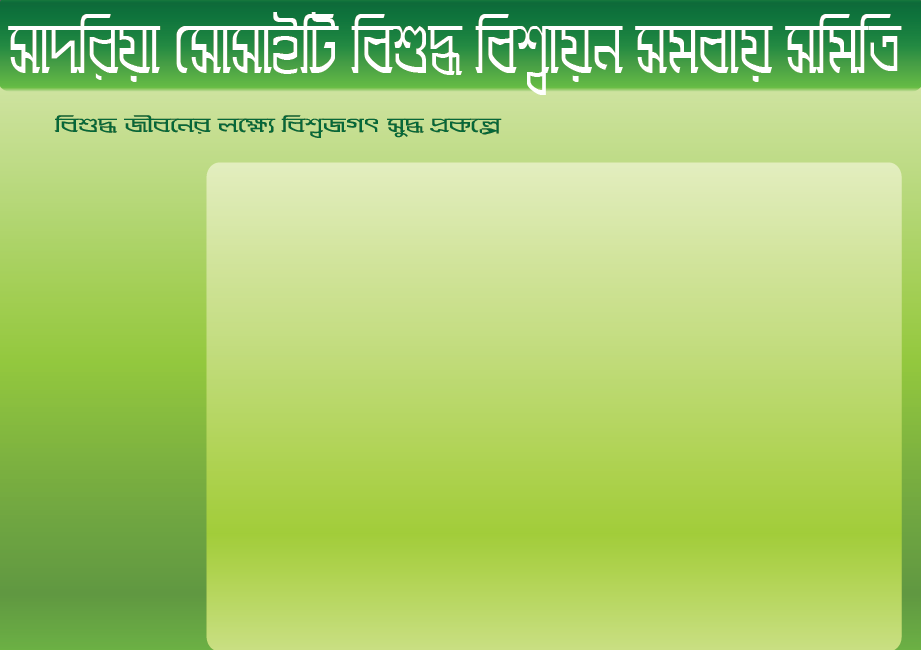 সাদরিয়া সোসাইটি বিশুদ্ধ বিশ্বায়ন সমবায় সমিতি
বিশুদ্ধ জীবনের লক্ষ্যে বিশ্বজগৎ সুদ্ধ প্রকল্পে